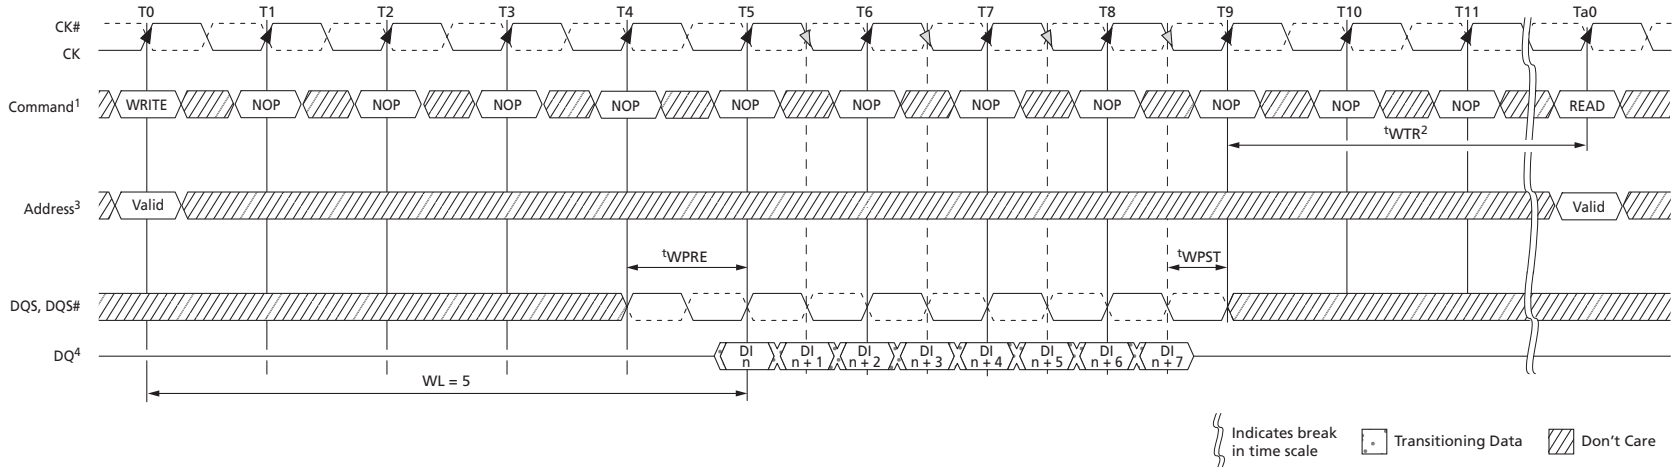 T0 T1 T2 T3 T4 T5 T6 T7 T8 T9 T10 T11 Ta0
CK#
CK
Command1 WRITE NOP NOP NOP NOP NOP NOP NOP NOP NOP NOP NOP READ
tWTR2
Address3 Valid Valid
tWPRE tWPST
DQS, DQS#
DQ4 DI n DI n + 1 DI n + 2 DI n + 3 DI n + 4 DI n + 5 DI n + 6 DI n + 7
WL = 5
Indicates break
in time scale
Transitioning Data
Don't Care